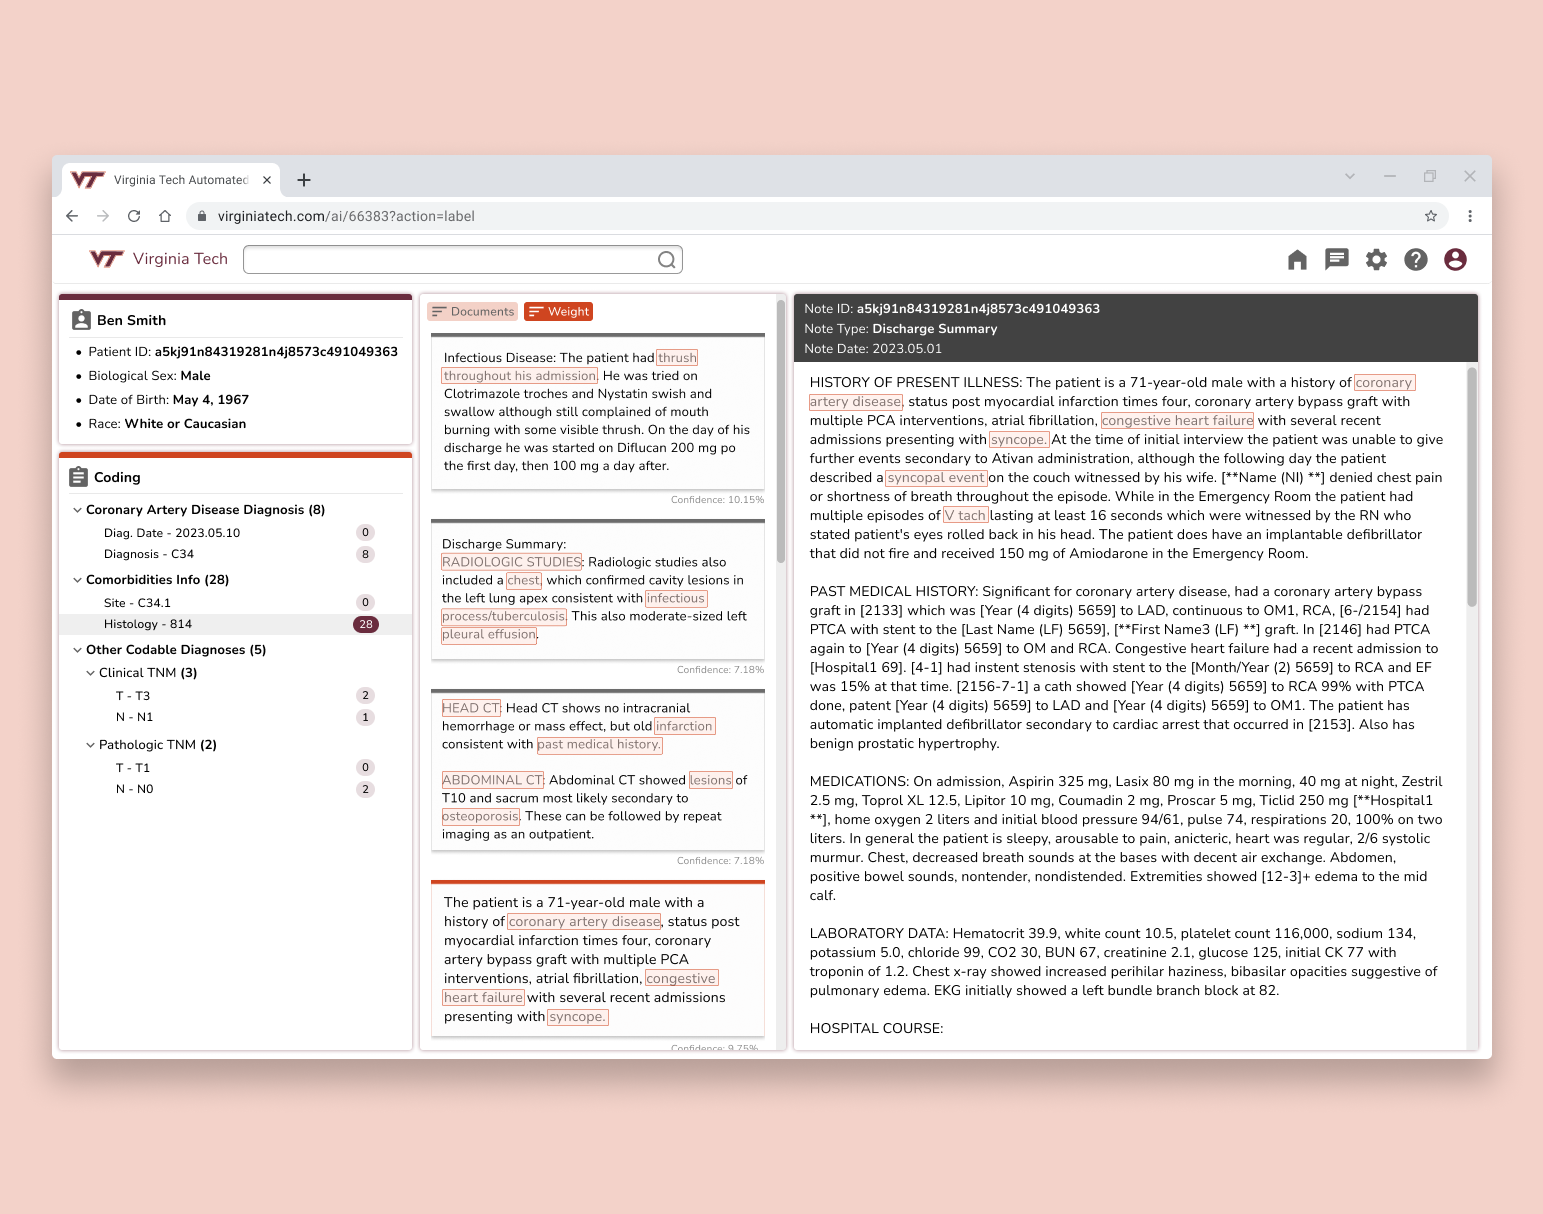 VT Virginia Tech Automated
virginiatech.com/ai/66383?action=label
VT Virginia Tech
Ben Smith
• Patient ID: a5kj91n84319281n4j8573c491049363
• Biological Sex: Male
• Date of Birth: May 4, 1967
• Race: White or Caucasian
Coding
Coronary Artery Disease Diagnosis (8)
Diag. Date - 2023.05.10 0
Diagnosis - C34 8
Comorbidities Info (28)
Site - C34.1 0
Histology - 814 28
Other Codable Diagnoses (5)
Clinical TNM (3)
T - T3 2
N - N1 1
Pathologic TNM (2)
T - T1 0
N - N0 2
Documents Weight
Infectious Disease: The patient had thrush
throughout his admission. He was tried on
Clotrimazole troches and Nystatin swish and
swallow although still complained of mouth
burning with some visible thrush. On the day of his
discharge he was started on Diflucan 200 mg po
the first day, then 100 mg a day after.
Confidence: 10.15%
Discharge Summary:
RADIOLOGIC STUDIES: Radiologic studies also
included a chest, which confirmed cavity lesions in
the left lung apex consistent with infectious
process/tuberculosis. This also moderate-sized left
pleural effusion.
Confidence: 7.18%
HEAD CT: Head CT shows no intracranial
hemorrhage or mass effect, but old infarction
consistent with past medical history.
ABDOMINAL CT: Abdominal CT showed lesions of
T10 and sacrum most likely secondary to
osteoporosis. These can be followed by repeat
imaging as an outpatient.
Confidence: 7.18%
The patient is a 71-year-old male with a
history of coronary artery disease, status post
myocardial infarction times four, coronary
artery bypass graft with multiple PCA
interventions, atrial fibrillation, congestive
heart failure with several recent admissions
presenting with syncope.
Confidence: 9.75%
Note ID: a5kj91n84319281n4j8573c491049363
Note Type: Discharge Summary
Note Date: 2023.05.01
HISTORY OF PRESENT ILLNESS: The patient is a 71-year-old male with a history of coronary
artery disease, status post myocardial infarction times four, coronary artery bypass graft with
multiple PCA interventions, atrial fibrillation, congestive heart failure with several recent
admissions presenting with syncope. At the time of initial interview the patient was unable to give
further events secondary to Ativan administration, although the following day the patient
described a syncopal event on the couch witnessed by his wife. [**Name (NI) **] denied chest pain
or shortness of breath throughout the episode. While in the Emergency Room the patient had
multiple episodes of V tach lasting at least 16 seconds which were witnessed by the RN who
stated patient's eyes rolled back in his head. The patient does have an implantable defibrillator
that did not fire and received 150 mg of Amiodarone in the Emergency Room.
PAST MEDICAL HISTORY: Significant for coronary artery disease, had a coronary artery bypass
graft in [2133] which was [Year (4 digits) 5659] to LAD, continuous to OM1, RCA, [6-/2154] had
PTCA with stent to the [Last Name (LF) 5659], [**First Name3 (LF) **] graft. In [2146] had PTCA
again to [Year (4 digits) 5659] to OM and RCA. Congestive heart failure had a recent admission to
[Hospital1 69]. [4-1] had instent stenosis with stent to the [Month/Year (2) 5659] to RCA and EF
was 15% at that time. [2156-7-1] a cath showed [Year (4 digits) 5659] to RCA 99% with PTCA
done, patent [Year (4 digits) 5659] to LAD and [Year (4 digits) 5659] to OM1. The patient has
automatic implanted defibrillator secondary to cardiac arrest that occurred in [2153]. Also has
benign prostatic hypertrophy.
MEDICATIONS: On admission, Aspirin 325 mg, Lasix 80 mg in the morning, 40 mg at night, Zestril
2.5 mg, Toprol XL 12.5, Lipitor 10 mg, Coumadin 2 mg, Proscar 5 mg, Ticlid 250 mg [**Hospital1
**], home oxygen 2 liters and initial blood pressure 94/61, pulse 74, respirations 20, 100% on two
liters. In general the patient is sleepy, arousable to pain, anicteric, heart was regular, 2/6 systolic
murmur. Chest, decreased breath sounds at the bases with decent air exchange. Abdomen,
positive bowel sounds, nontender, nondistended. Extremities showed [12-3]+ edema to the mid
calf.
LABORATORY DATA: Hematocrit 39.9, white count 10.5, platelet count 116,000, sodium 134,
potassium 5.0, chloride 99, CO2 30, BUN 67, creatinine 2.1, glucose 125, initial CK 77 with
troponin of 1.2. Chest x-ray showed increased perihilar haziness, bibasilar opacities suggestive of
pulmonary edema. EKG initially showed a left bundle branch block at 82.
HOSPITAL COURSE: